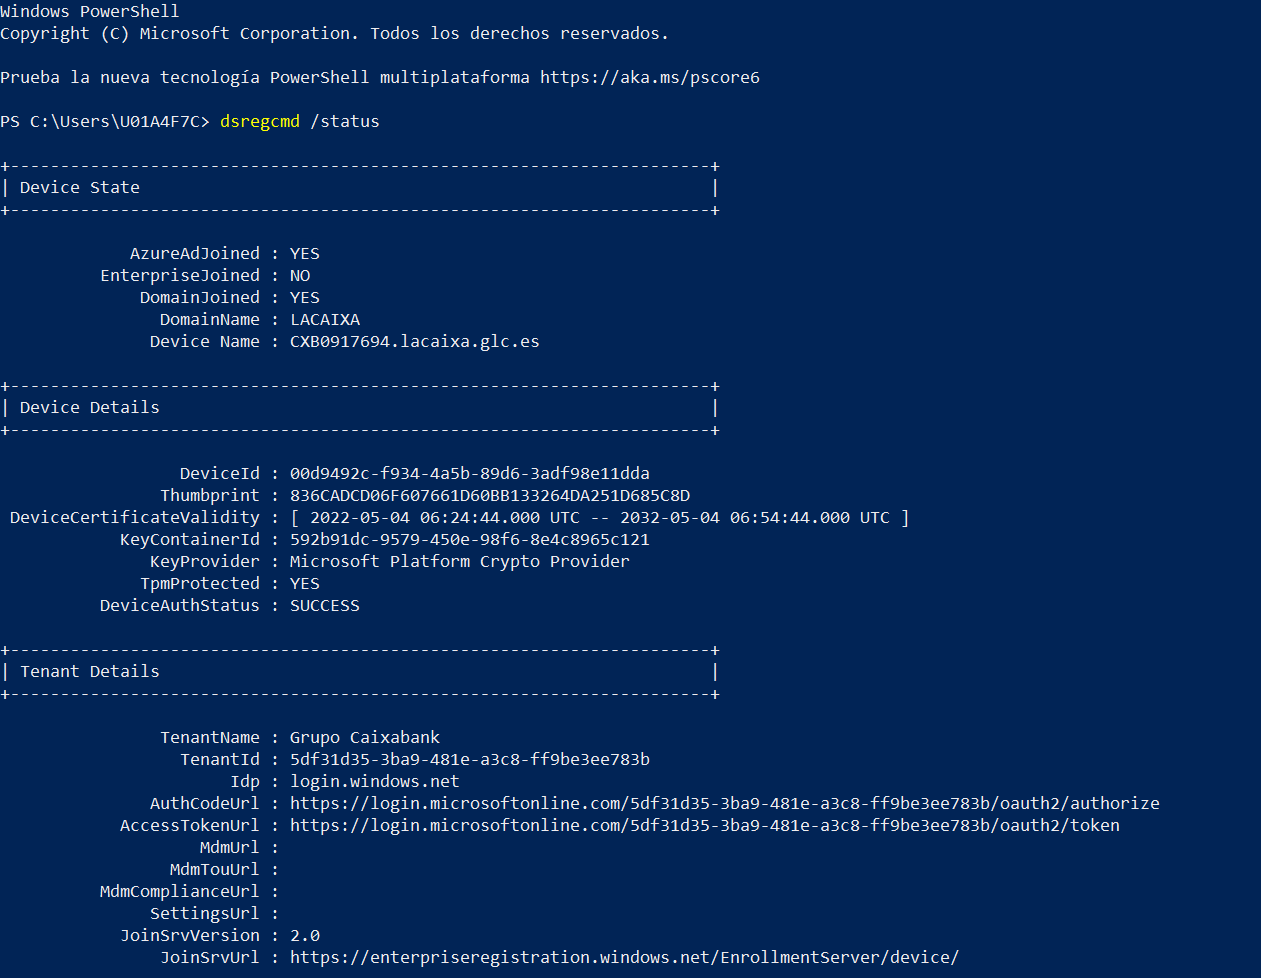 Windows PowerShell
Copyright (C) Microsoft Corporation. Todos los derechos reservados.
Prueba la nueva tecnología PowerShell multiplataforma https://aka.ms/pscore6
PS C:\Users\U01A4F7C> dsregcmd /status
+----------------------------------------------------------------------+
| Device State                                                         |
+----------------------------------------------------------------------+
AzureAdJoined : YES
EnterpriseJoined : NO
DomainJoined : YES
DomainName : LACAIXA
Device Name : CXB0917694.lacaixa.glc.es
+----------------------------------------------------------------------+
| Device Details                                                       |
+----------------------------------------------------------------------+
DeviceId : 00d9492c-f934-4a5b-89d6-3adf98e11dda
Thumbprint : 836CADCD06F607661D60BB133264DA251D685C8D
DeviceCertificateValidity : [ 2022-05-04 06:24:44.000 UTC -- 2032-05-04 06:54:44.000 UTC ]
KeyContainerId : 592b91dc-9579-450e-98f6-8e4c8965c121
KeyProvider : Microsoft Platform Crypto Provider
TpmProtected : YES
DeviceAuthStatus : SUCCESS
+----------------------------------------------------------------------+
| Tenant Details                                                       |
+----------------------------------------------------------------------+
TenantName : Grupo Caixabank
TenantId : 5df31d35-3ba9-481e-a3c8-ff9be3ee783b
Idp : login.windows.net
AuthCodeUrl : https://login.microsoftonline.com/5df31d35-3ba9-481e-a3c8-ff9be3ee783b/oauth2/authorize
AccessTokenUrl : https://login.microsoftonline.com/5df31d35-3ba9-481e-a3c8-ff9be3ee783b/oauth2/token
MdmUrl :
MdmTouUrl :
MdmComplianceUrl :
SettingsUrl :
JoinSrvVersion : 2.0
JoinSrvUrl : https://enterpriseregistration.windows.net/EnrollmentServer/device/